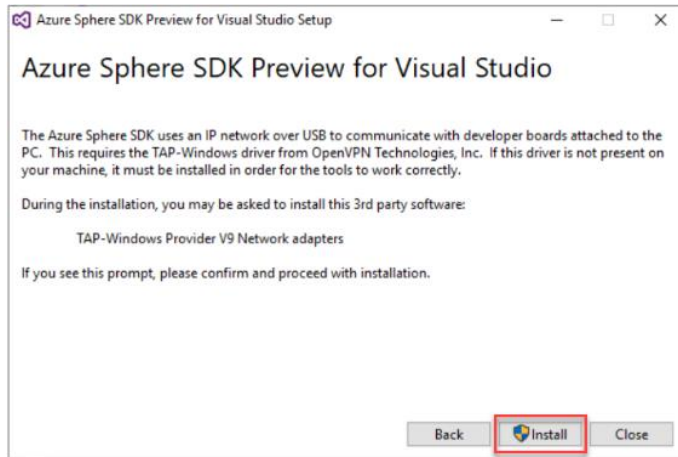 Azure Sphere SDK Preview for Visual Studio Setup
Azure Sphere SDK Preview for Visual Studio
The Azure Sphere SDK uses an IP network over USB to communicate with developer boards attached to the
PC. This requires the TAP-Windows driver from OpenVPN Technologies, Inc. If this driver is not present on
your machine, it must be installed in order for the tools to work correctly.
During the installation, you may be asked to install this 3rd party software:
TAP-Windows Provider V9 Network adapters
If you see this prompt, please confirm and proceed with installation.
Back Install Close